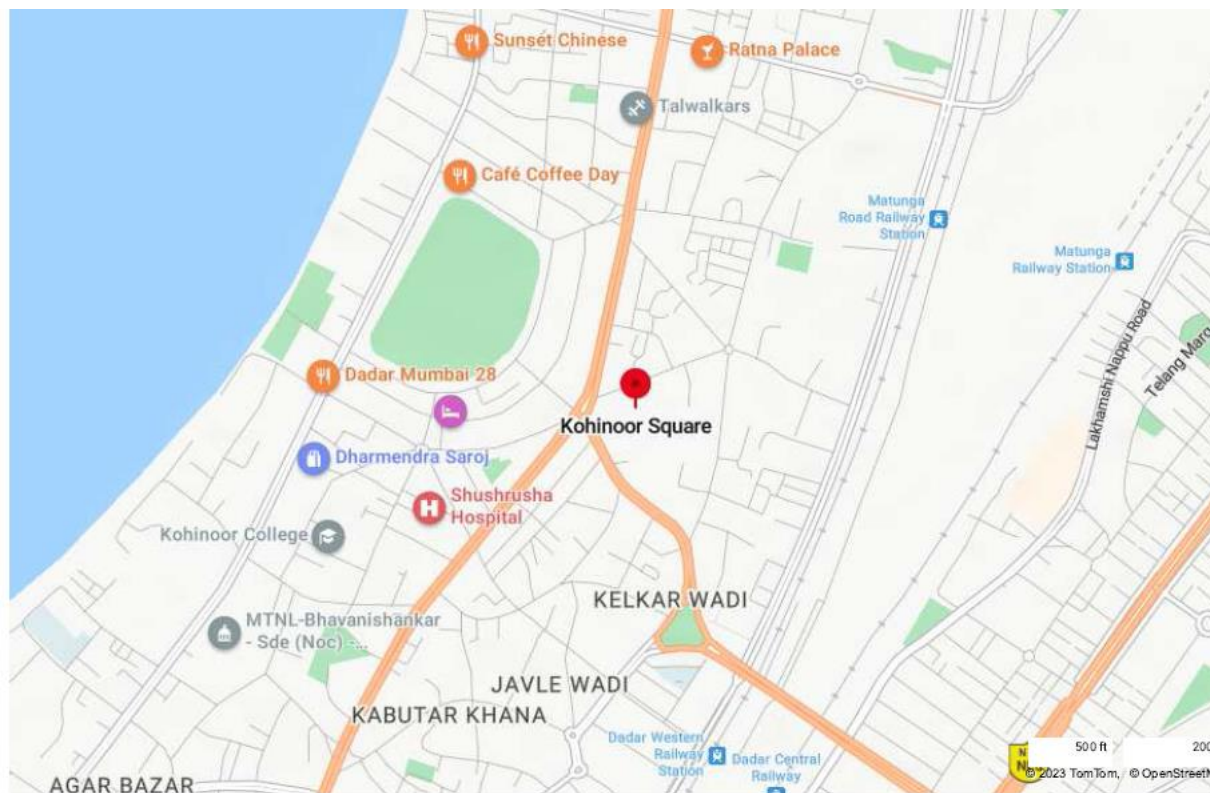 Sunset Chinese
Ratna Palace
Talwalkars
Café Coffee Day
Matunga
Road Railway
Station
Matunga
Railway Station
Lakhamshi Nappu Road
Telang Marg
Dadar Mumbai 28
Kohinoor Square
Dharmendra Saroj
Shushrusha
Hospital
Kohinoor College
KELKAR WADI
MTNL-Bhavanishankar
- Sde (Noc) -...
JAVLE WADI
KABUTAR KHANA
Dadar Western
Railway
Station
Dadar Central
Railway
AGAR BAZAR
N
N
500 ft
200
© 2023 TomTom, © OpenStreetM